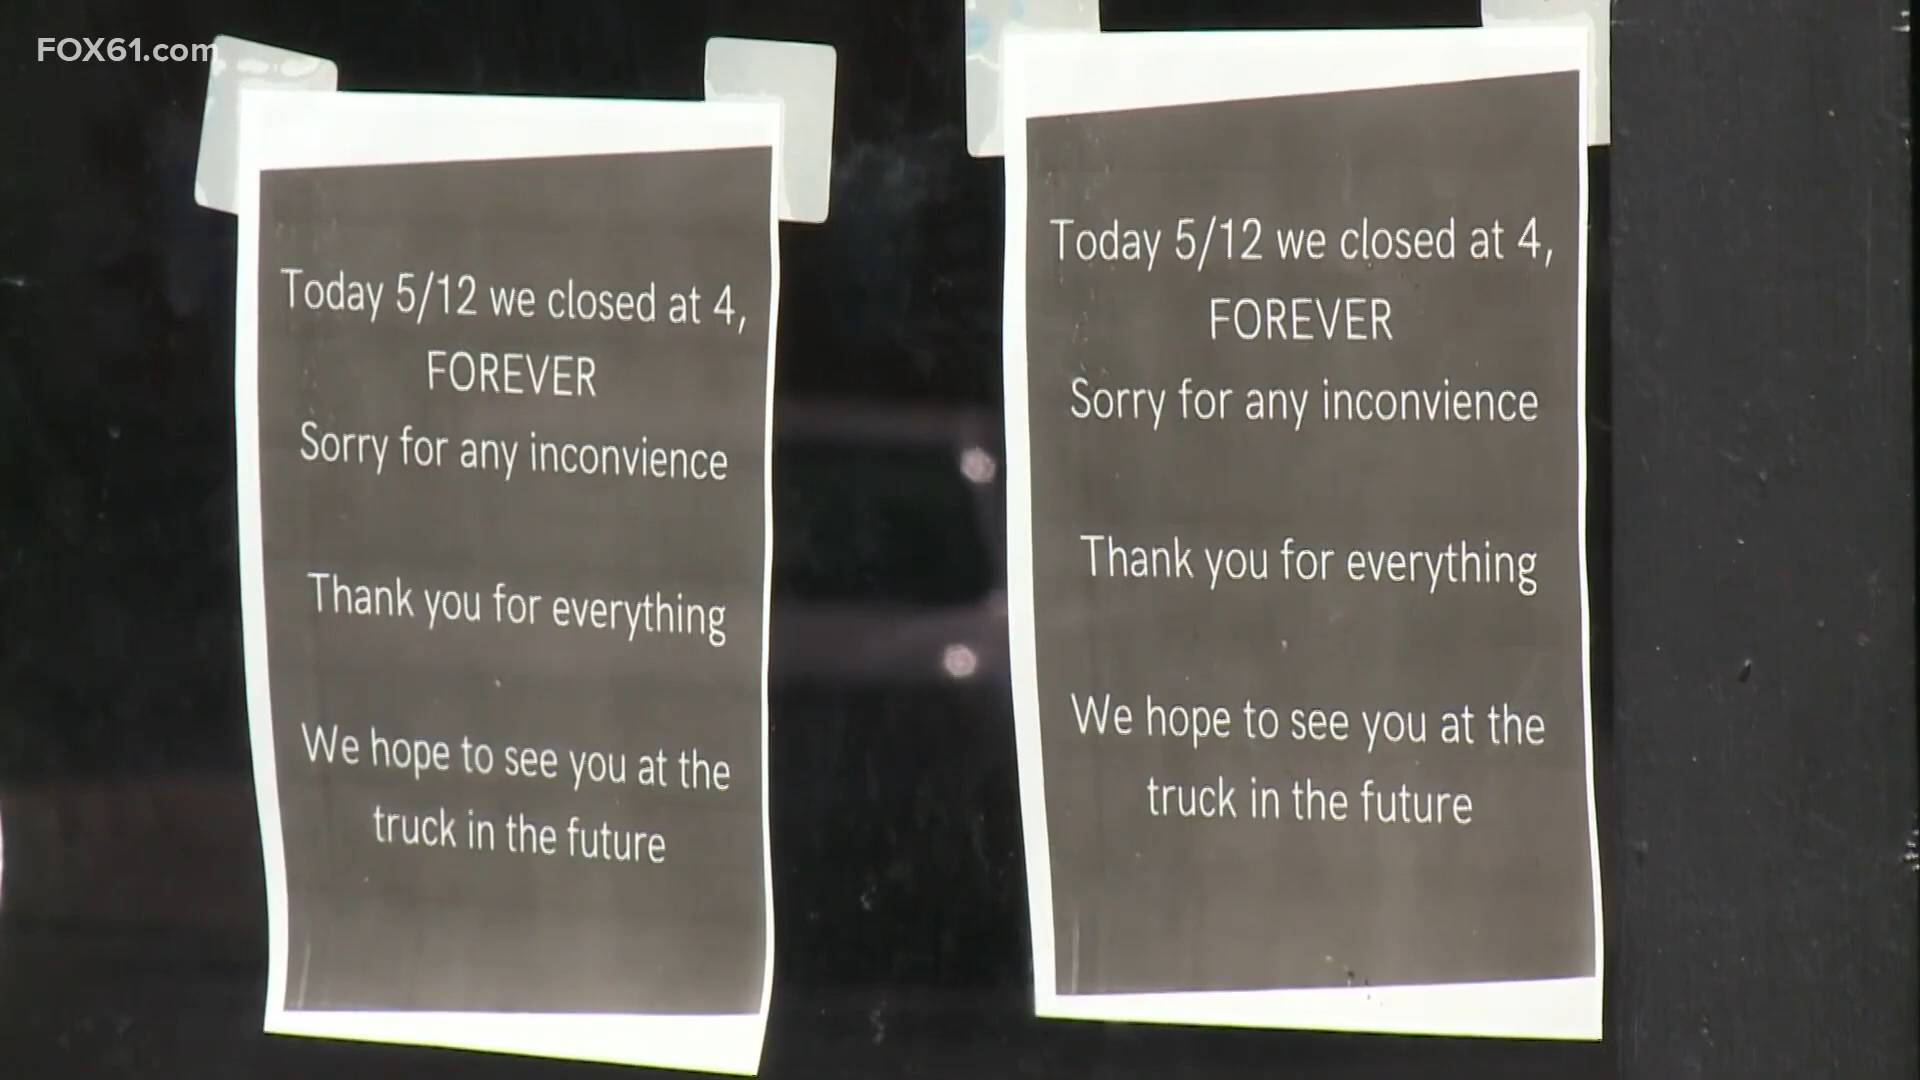 FOX61.com
Today 5/12 we closed at 4,
FOREVER
Sorry for any inconvience
Thank you for everything
We hope to see you at the
truck in the future
Today 5/12 we closed at 4,
FOREVER
Sorry for any inconvience
Thank you for everything
We hope to see you at the
truck in the future